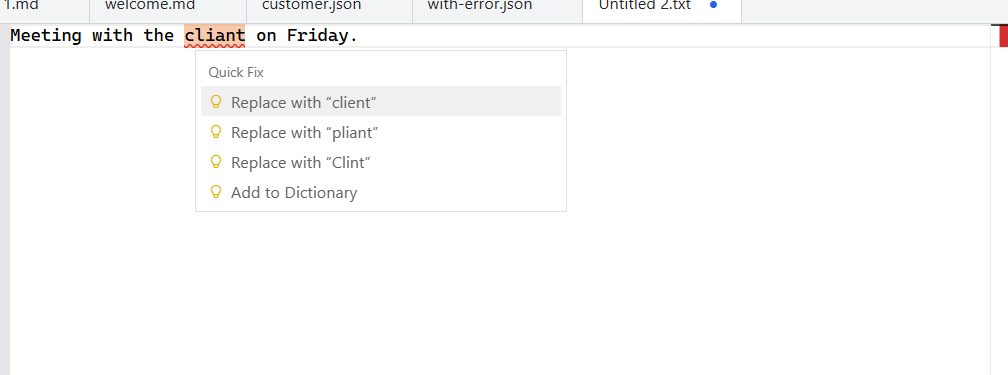 1.md welcome.md customer.json with-error.json Untitled 2.txt
Meeting with the cliant on Friday.
Quick Fix
Replace with “client”
Replace with “pliant”
Replace with “Clint”
Add to Dictionary